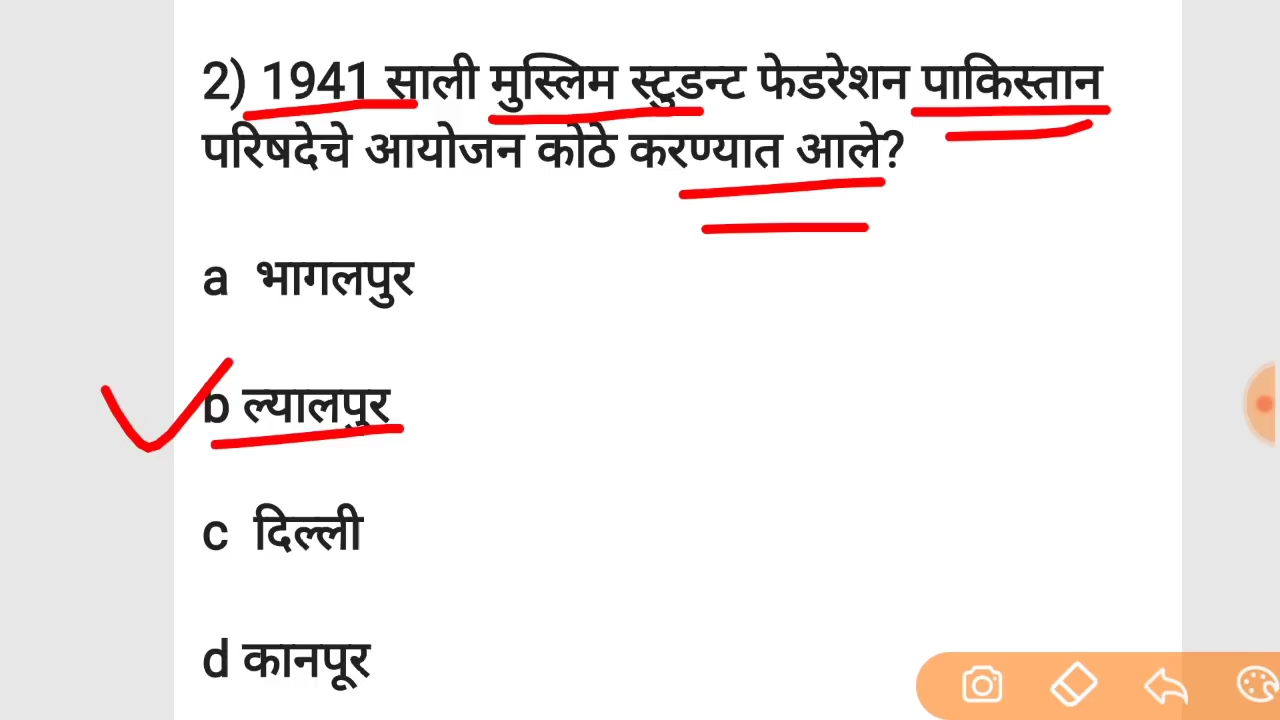 2) 1941 साली मुस्लिम स्टुडन्ट फेडरेशन पाकिस्तान
परिषदेचे आयोजन कोठे करण्यात आले?
a भागलपुर
b ल्यालपुर
c दिल्ली
d कानपूर